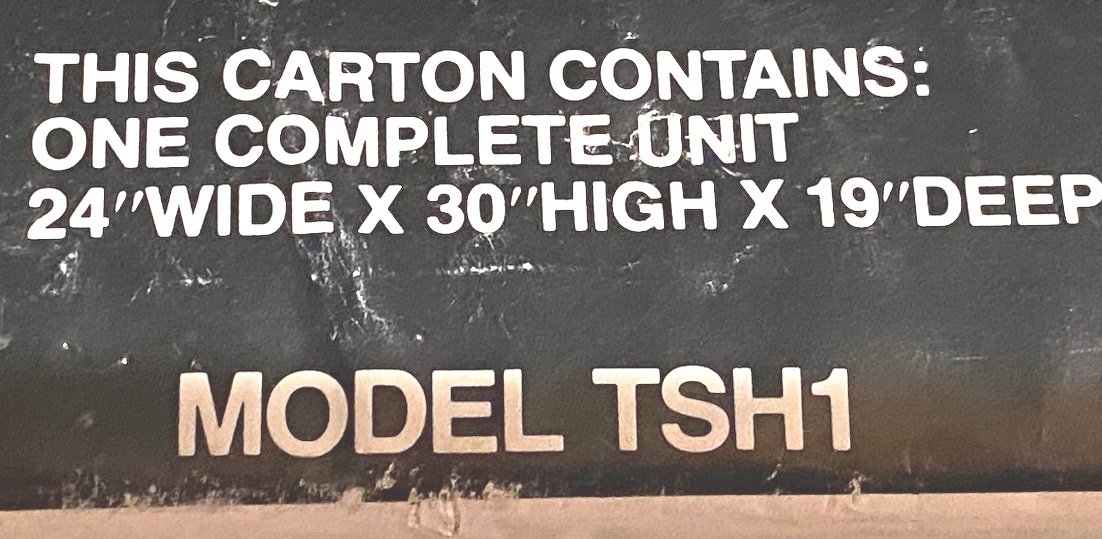 THIS CARTON CONTAINS:
ONE COMPLETE UNIT
24″WIDE X 30″HIGH X 19″DEEP
MODEL TSH1